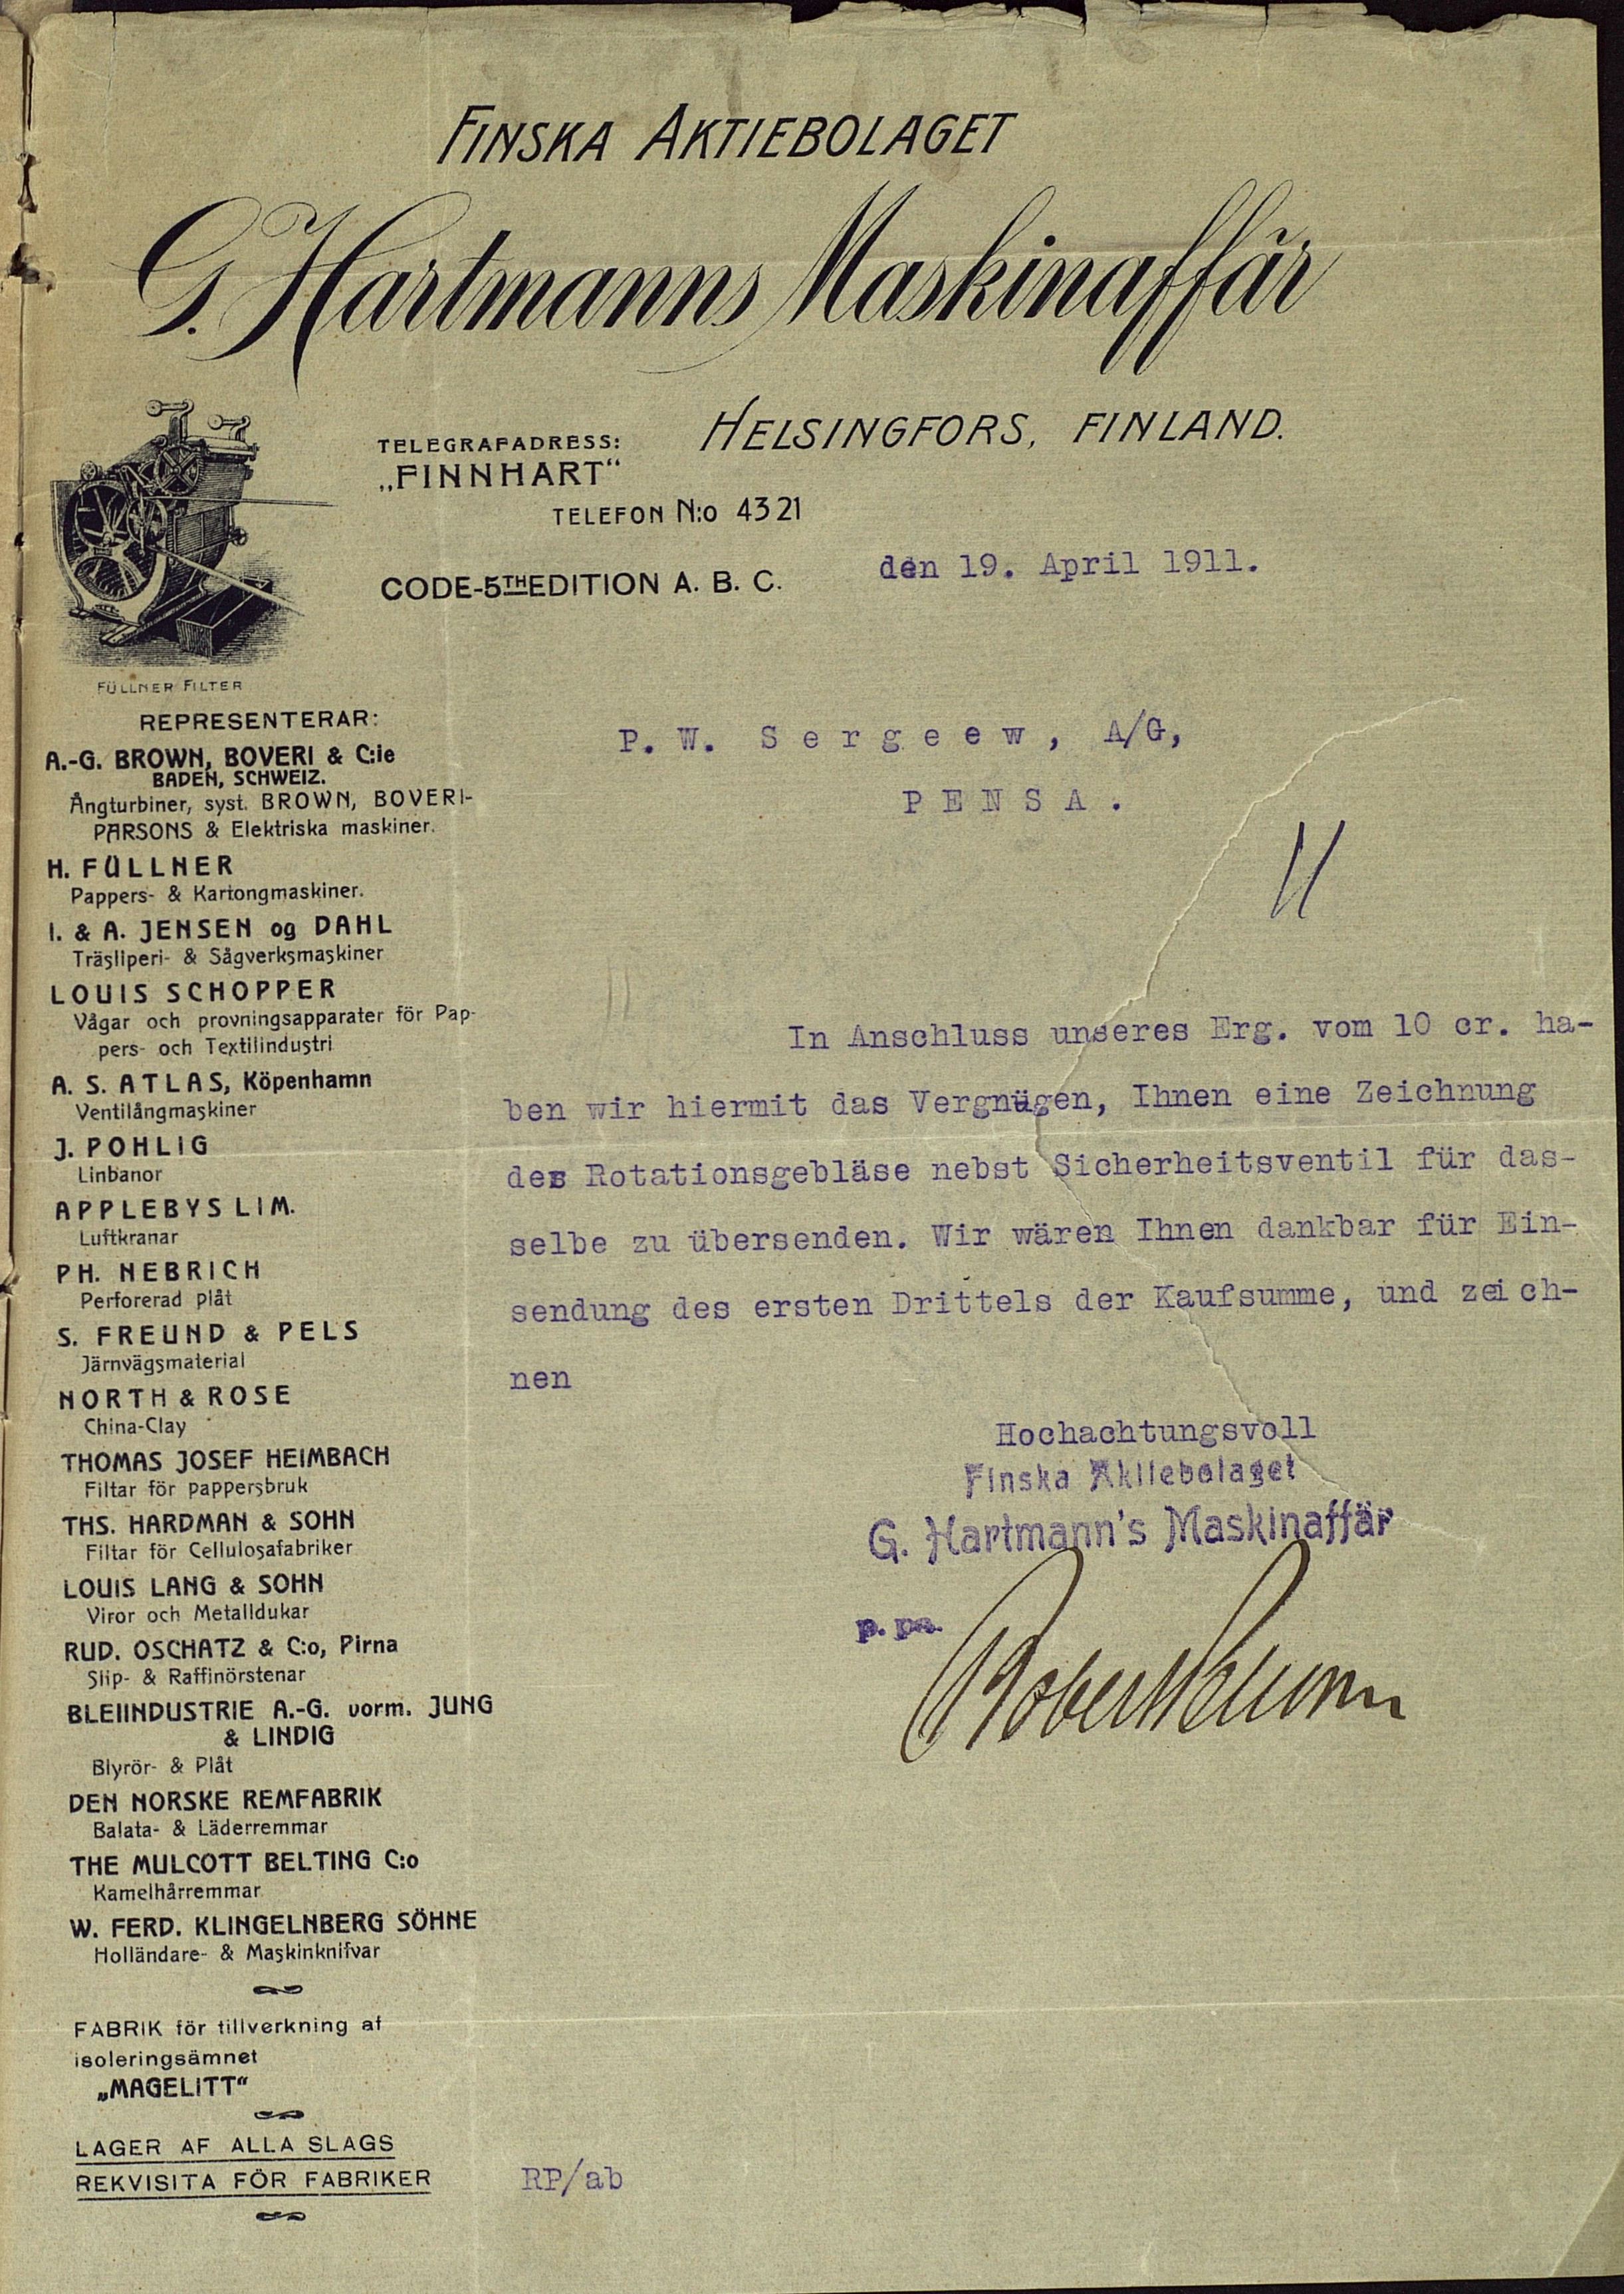 FINSKA AKTIEBOLAGET
G. Hartmanns Maskinaffär
HELSINGFORS, FINLAND.
TELEGRAFADRESS:
„FINNHART“
TELEFON N:o 4321
CODE-5TH EDITION A. B. C.
den 19. April 1911.
FÜLLNER FILTER
REPRESENTERAR:
A.-G. BROWN, BOVERI & C:ie
BADEN, SCHWEIZ.
Ångturbiner, syst. BROWN, BOVERI-
PARSONS & Elektriska maskiner.
H. FÜLLNER
Pappers- & Kartongmaskiner.
I. & A. JENSEN og DAHL
Träsliperi- & Sågverksmaskiner
LOUIS SCHOPPER
Vågar och provningsapparater för Pap-
pers- och Textilindustri
A. S. ATLAS, Köpenhamn
Ventilångmaskiner
J. POHLIG
Linbanor
APPLEBYS LIM.
Luftkranar
PH. NEBRICH
Perforerad plåt
S. FREUND & PELS
Järnvägsmaterial
NORTH & ROSE
China-Clay
THOMAS JOSEF HEIMBACH
Filtar för pappersbruk
THS. HARDMAN & SOHN
Filtar för Cellulosafabriker
LOUIS LANG & SOHN
Viror och Metalldukar
RUD. OSCHATZ & C:o, Pirna
Slip- & Raffinörstenar
BLEIINDUSTRIE A.-G. vorm. JUNG
& LINDIG
Blyrör- & Plåt
DEN NORSKE REMFABRIK
Balata- & Läderremmar
THE MULCOTT BELTING C:o
Kamelhårremmar
W. FERD. KLINGELNBERG SÖHNE
Holländare- & Maskinknifvar
FABRIK för tillverkning af
isoleringsämnet
„MAGELITT“
LAGER AF ALLA SLAGS
REKVISITA FÖR FABRIKER
P. W. Sergeew, A/G,
PENSA.
In Anschluss unseres Erg. vom 10 cr. ha-
ben wir hiermit das Vergnügen, Ihnen eine Zeichnung
des Rotationsgebläse nebst Sicherheitsventil für das-
selbe zu übersenden. Wir wären Ihnen dankbar für Ein-
sendung des ersten Drittels der Kaufsumme, und zeich-
nen
Hochachtungsvoll
Finska Aktiebolaget
G. Hartmann's Maskinaffär
p. pa.
RP/ab